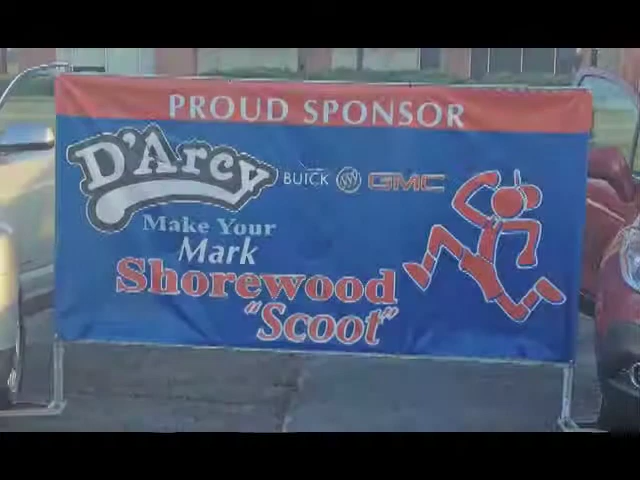 PROUD SPONSOR
D'Arcy BUICK GMC
Make Your
Mark
Shorewood
"Scoot"